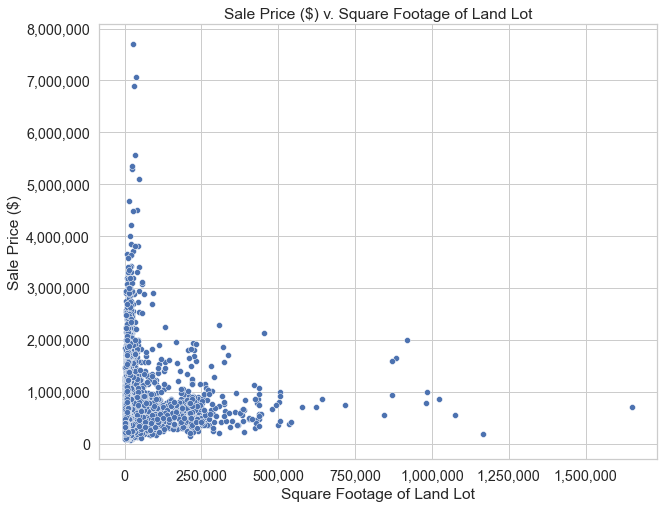 Sale Price ($) v. Square Footage of Land Lot
8,000,000
7,000,000
6,000,000
5,000,000
4,000,000
3,000,000
2,000,000
1,000,000
0
Sale Price ($)
0 250,000 500,000 750,000 1,000,000 1,250,000 1,500,000
Square Footage of Land Lot